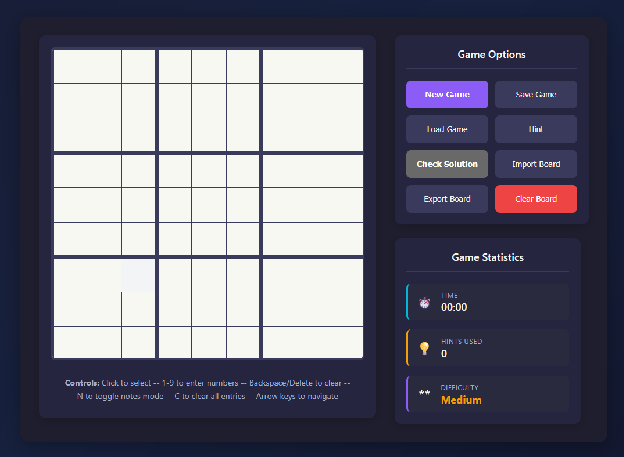 Game Options
New Game
Save Game
Load Game
Hint
Check Solution
Import Board
Export Board
Clear Board
Game Statistics
TIME
00:00
HINTS USED
0
** DIFFICULTY
Medium
Controls: Click to select -- 1-9 to enter numbers -- Backspace/Delete to clear --
N to toggle notes mode -- C to clear all entries -- Arrow keys to navigate